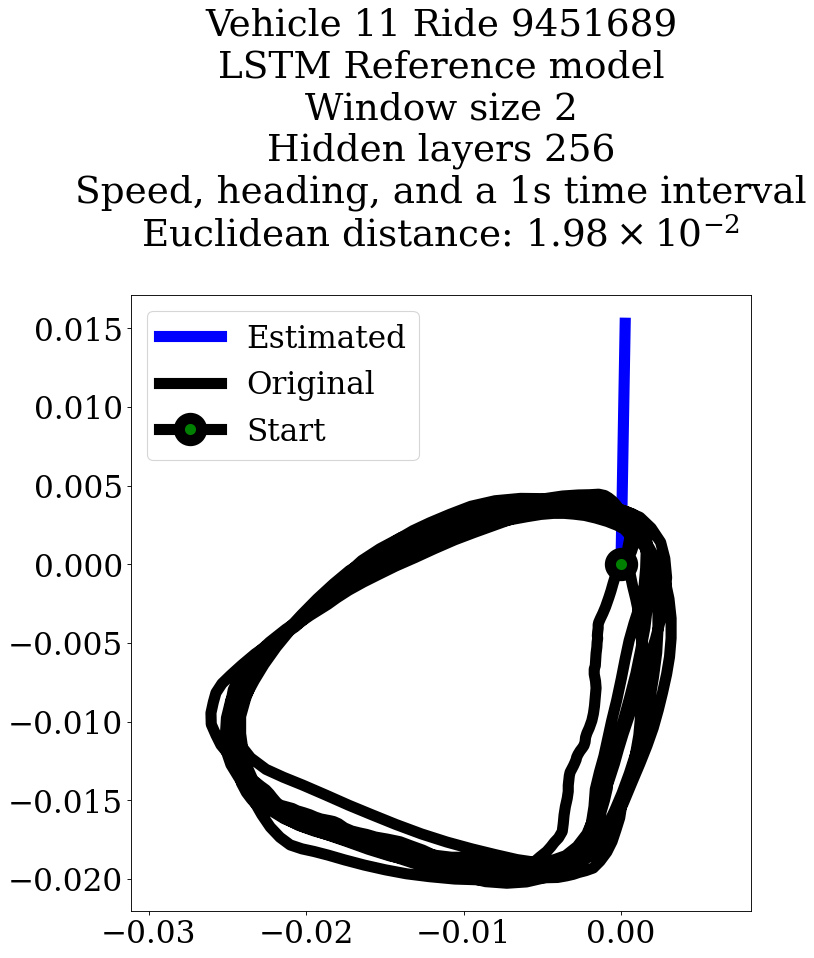 Vehicle 11 Ride 9451689
LSTM Reference model
Window size 2
Hidden layers 256
Speed, heading, and a 1s time interval
Euclidean distance: 1.98 × 10⁻²
Estimated
Original
Start
0.015
0.010
0.005
0.000
−0.005
−0.010
−0.015
−0.020
−0.03 −0.02 −0.01 0.00